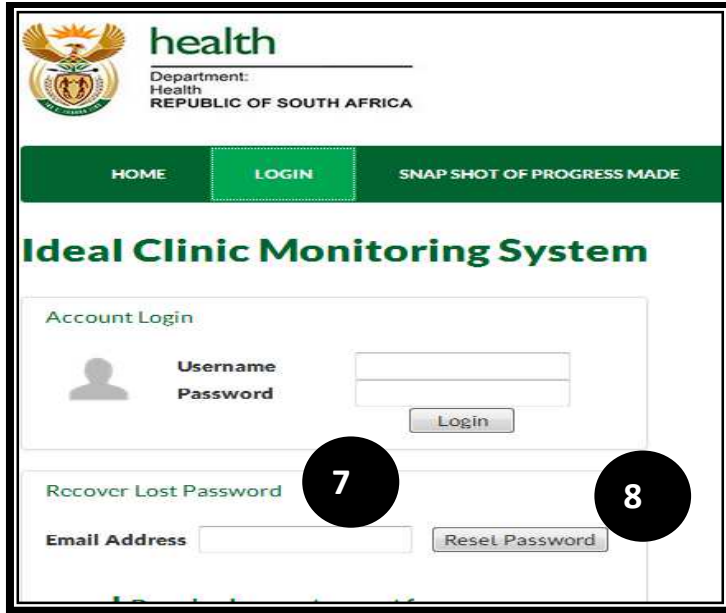 health
Department:
Health
REPUBLIC OF SOUTH AFRICA
HOME LOGIN SNAP SHOT OF PROGRESS MADE
Ideal Clinic Monitoring System
Account Login
Username
Password
Login
Recover Lost Password 7 8
Email Address Reset Password